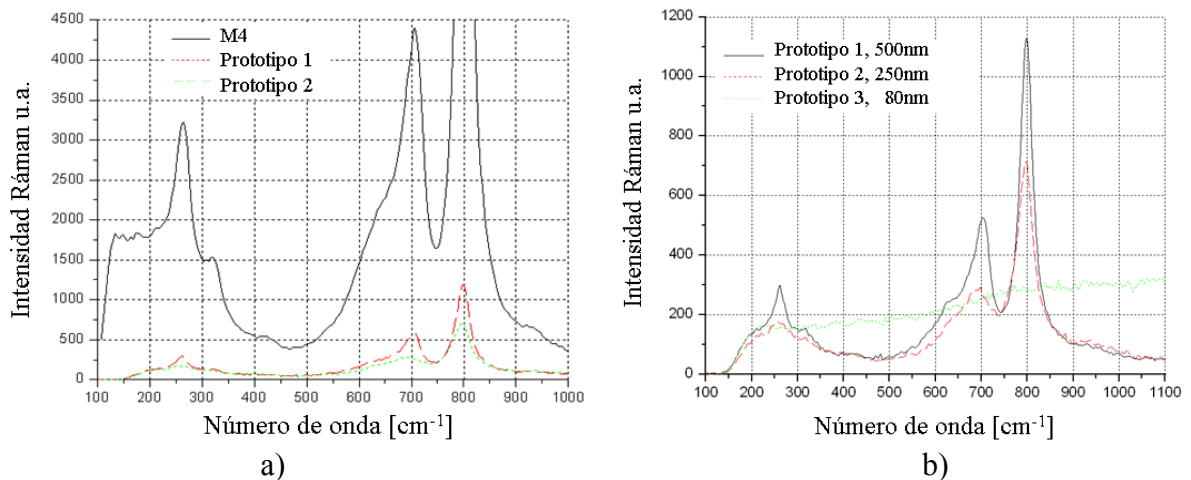 4500
4000
3500
3000
2500
2000
1500
1000
500
0
Intensidad Ráman u.a.
M4
Prototipo 1
Prototipo 2
100 200 300 400 500 600 700 800 900 1000
Número de onda [cm-1]
a)
1200
1000
800
600
400
200
0
Intensidad Ráman u.a.
Prototipo 1, 500nm
Prototipo 2, 250nm
Prototipo 3, 80nm
100 200 300 400 500 600 700 800 900 1000 1100
Número de onda [cm-1]
b)